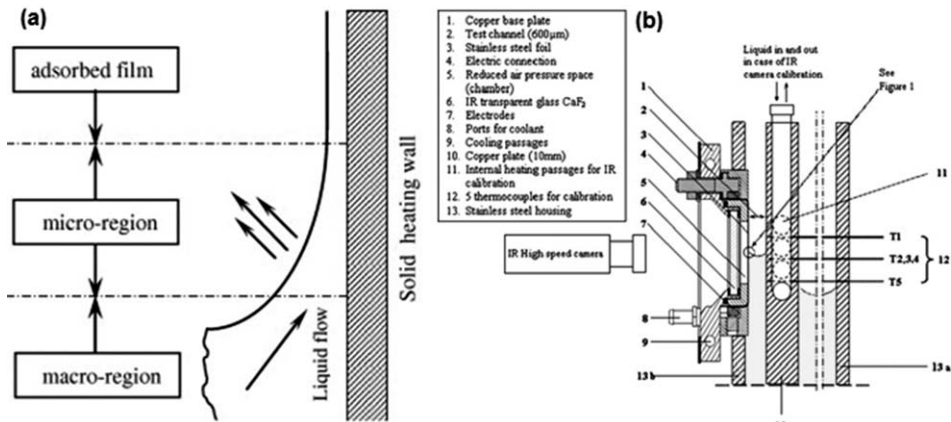 (a)
adsorbed film
micro-region
macro-region
Liquid flow
Solid heating wall
1. Copper base plate
2. Test channel (600µm)
3. Stainless steel foil
4. Electric connection
5. Reduced air pressure space
(chamber)
6. IR transparent glass CaF₂
7. Electrodes
8. Ports for coolant
9. Cooling passages
10. Copper plate (10mm)
11. Internal heating passages for IR
calibration
12. 5 thermocouples for calibration
13. Stainless steel housing
IR High speed camera
(b)
Liquid in and out
in case of IR
camera calibration
See
Figure 1
1
2
3
4
5
6
7
8
9
11
T1
T2,3,4
T5
12
13b
13a